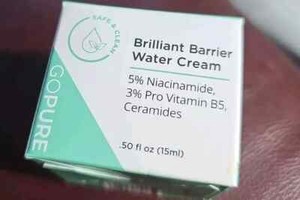 SAFE & CLEAN
Brilliant Barrier
Water Cream
5% Niacinamide,
3% Pro Vitamin B5,
Ceramides
.50 fl oz (15ml)
GOPURE